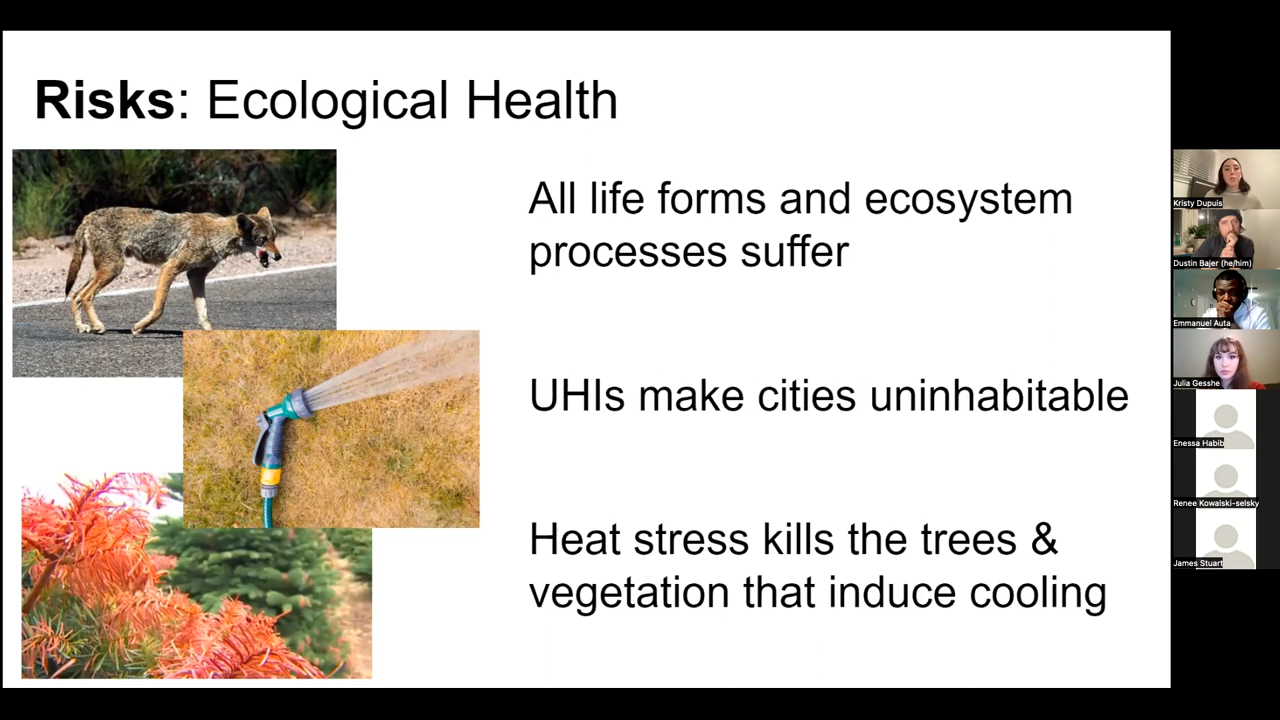 Risks: Ecological Health
All life forms and ecosystem
processes suffer
UHIs make cities uninhabitable
Heat stress kills the trees &
vegetation that induce cooling
Kristy Dupuis
Dustin Bajer (he/him)
Emmanuel Auta
Julia Gesshe
Enessa Habib
Renee Kowalski-selsky
James Stuart